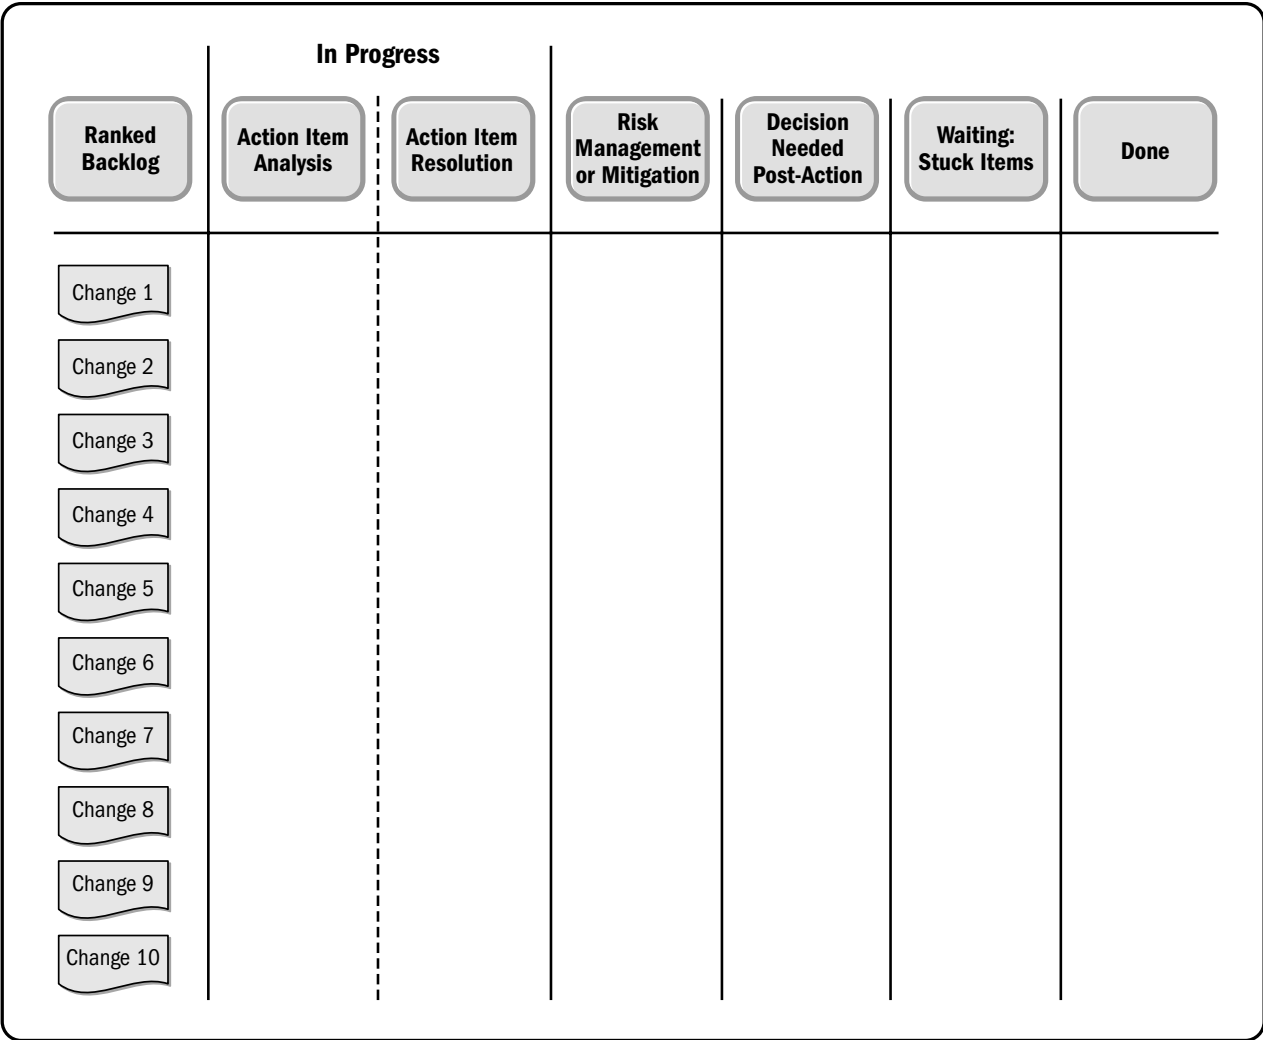 In Progress
Ranked
Backlog
Action Item
Analysis
Action Item
Resolution
Risk
Management
or Mitigation
Decision
Needed
Post-Action
Waiting:
Stuck Items
Done
Change 1
Change 2
Change 3
Change 4
Change 5
Change 6
Change 7
Change 8
Change 9
Change 10